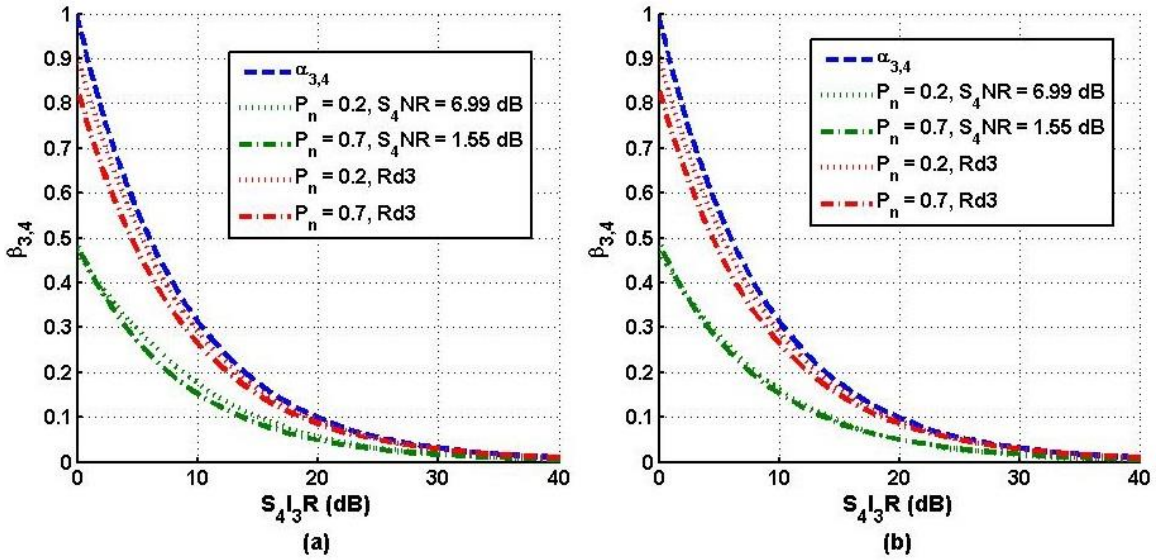 1
0.9
0.8
0.7
0.6
0.5
0.4
0.3
0.2
0.1
0
β3,4
α3,4
Pn = 0.2, S4NR = 6.99 dB
Pn = 0.7, S4NR = 1.55 dB
Pn = 0.2, Rd3
Pn = 0.7, Rd3
0 10 20 30 40
S4I3R (dB)
(a)
1
0.9
0.8
0.7
0.6
0.5
0.4
0.3
0.2
0.1
0
β3,4
α3,4
Pn = 0.2, S4NR = 6.99 dB
Pn = 0.7, S4NR = 1.55 dB
Pn = 0.2, Rd3
Pn = 0.7, Rd3
0 10 20 30 40
S4I3R (dB)
(b)